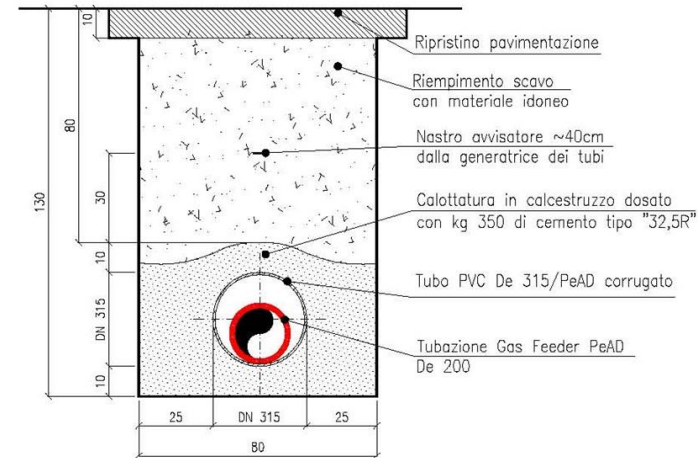 10
Ripristino pavimentazione
Riempimento scavo
con materiale idoneo
80
Nastro avvisatore ~40cm
dalla generatrice dei tubi
130
30
Calottatura in calcestruzzo dosato
con kg 350 di cemento tipo "32,5R"
10
Tubo PVC De 315/PeAD corrugato
DN 315
Tubazione Gas Feeder PeAD
De 200
10
25
DN 315
25
80